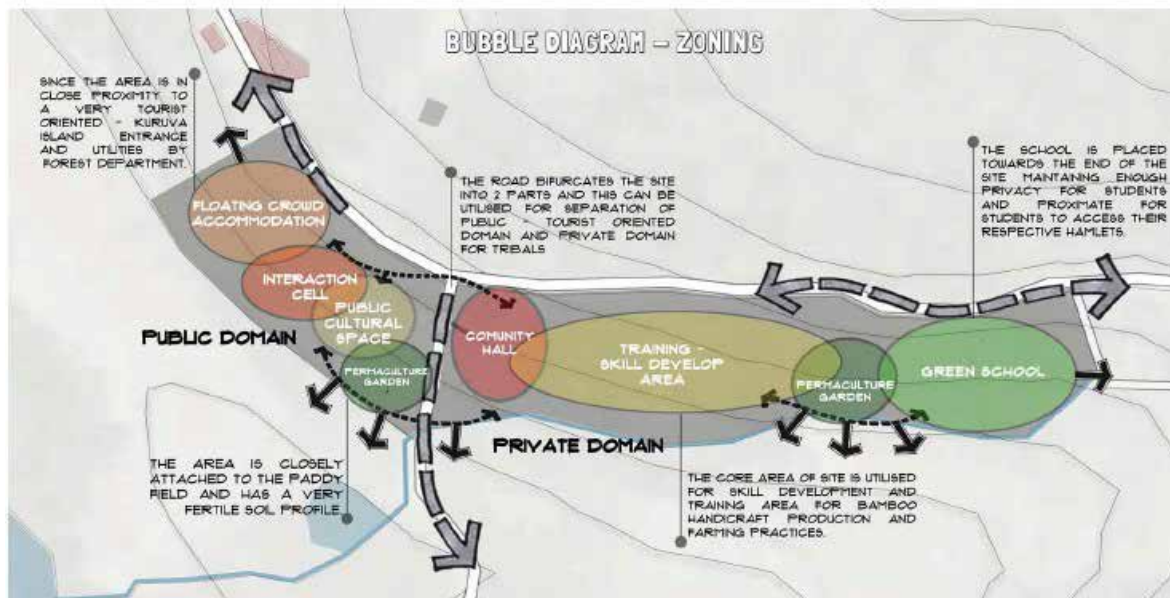 BUBBLE DIAGRAM - ZONING
SINCE THE AREA IS IN
CLOSE PROXIMITY TO
A VERY TOURIST
ORIENTED - KURUVA
ISLAND ENTRANCE
AND UTILITIES BY
FOREST DEPARTMENT.
THE ROAD BIFURCATES THE SITE
INTO 2 PARTS AND THIS CAN BE
UTILISED FOR SEPARATION OF
PUBLIC TOURIST ORIENTED
DOMAIN AND PRIVATE DOMAIN
FOR TRIBALS
THE SCHOOL IS PLACED
TOWARDS THE END OF THE
SITE MANTAINING ENOUGH
PRIVACY FOR STUDENTS
AND PROXIMATE FOR
STUDENTS TO ACCESS THEIR
RESPECTIVE HAMLETS.
FLOATING CROWD
ACCOMMODATION
INTERACTION
CELL
PUBLIC
CULTURAL
SPACE
PUBLIC DOMAIN
PERMACULTURE
GARDEN
COMUNITY
HALL
TRAINING -
SKILL DEVELOP
AREA
PERMACULTURE
GARDEN
GREEN SCHOOL
PRIVATE DOMAIN
THE AREA IS CLOSELY
ATTACHED TO THE PADDY
FIELD AND HAS A VERY
FERTILE SOIL PROFILE.
THE CORE AREA OF SITE IS UTILISED
FOR SKILL DEVELOPMENT AND
TRAINING AREA FOR BAMBOO
HANDICRAFT PRODUCTION AND
FARMING PRACTICES.